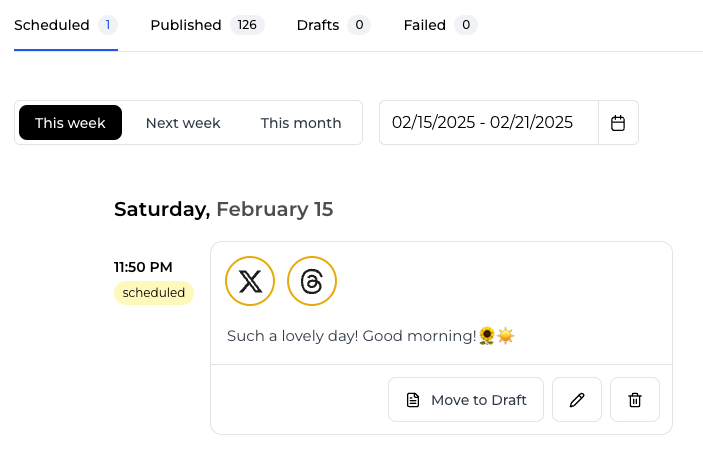 Scheduled 1 Published 126 Drafts 0 Failed 0
This week Next week This month 02/15/2025 - 02/21/2025
Saturday, February 15
11:50 PM
scheduled
Such a lovely day! Good morning!🌻☀️
Move to Draft